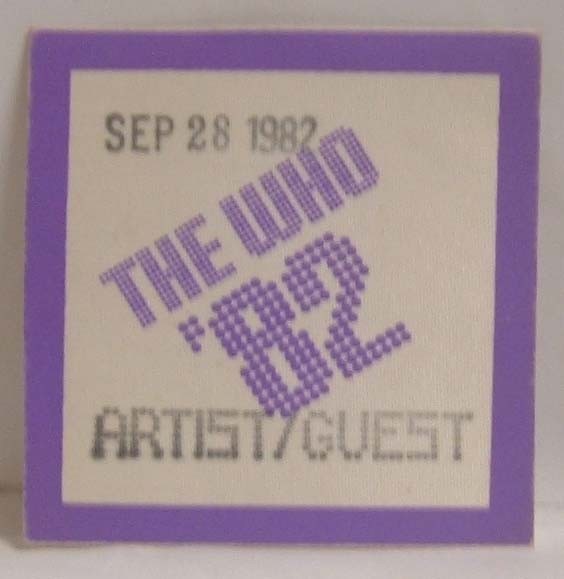 SEP 28 1982
THE WHO
'82
ARTIST/GUEST